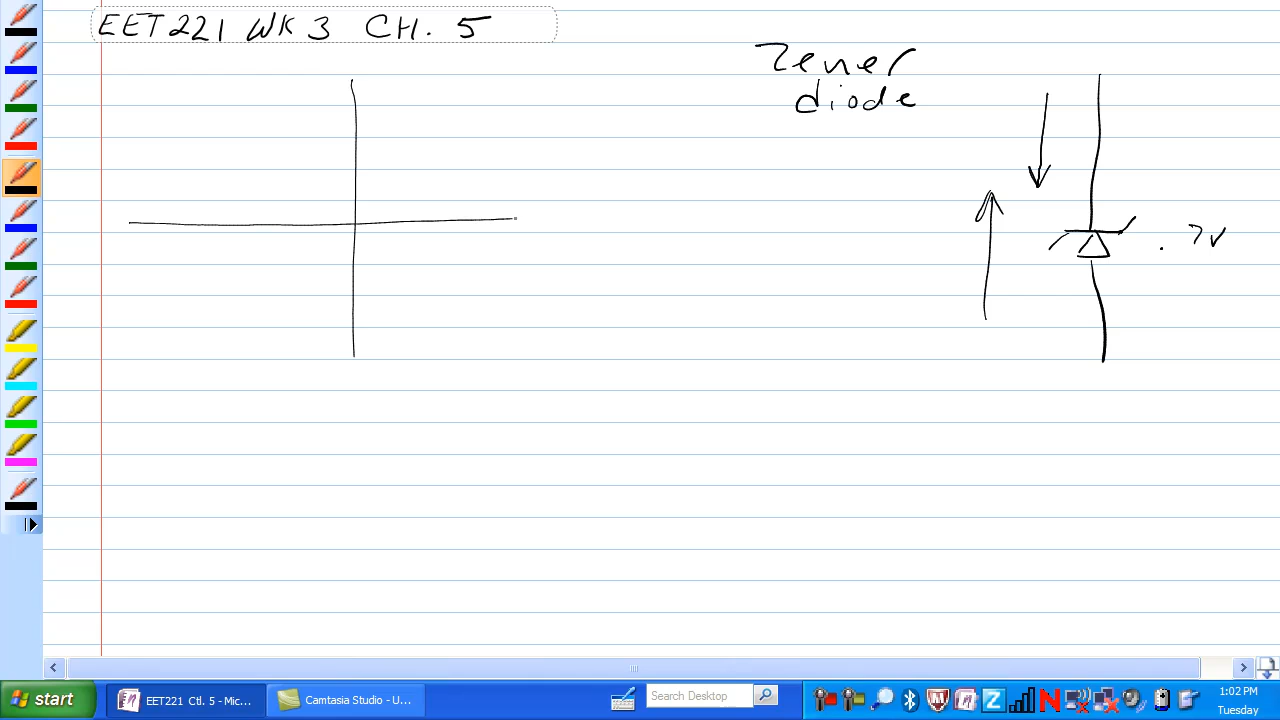 EET221 WK 3 CH. 5
Zener
diode
.7V
start
EET221 Ctl. 5 - Mic...
Camtasia Studio - U...
Search Desktop
1:02 PM
Tuesday